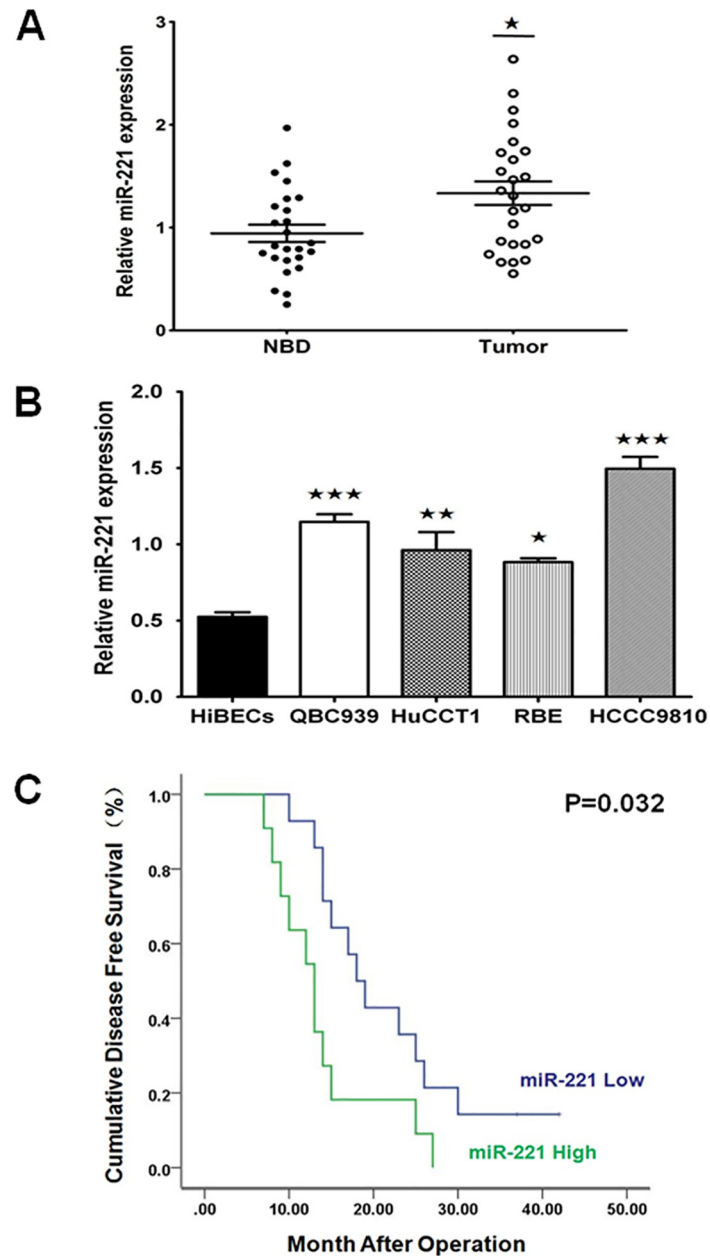 A
Relative miR-221 expression
3
2
1
0
★
NBD
Tumor
B
Relative miR-221 expression
2.0
1.5
1.0
0.5
0.0
★★★
★★
★
★★★
HiBECs
QBC939
HuCCT1
RBE
HCCC9810
C
Cumulative Disease Free Survival （%）
1.0
0.8
0.6
0.4
0.2
0.0
P=0.032
miR-221 Low
miR-221 High
.00
10.00
20.00
30.00
40.00
50.00
Month After Operation